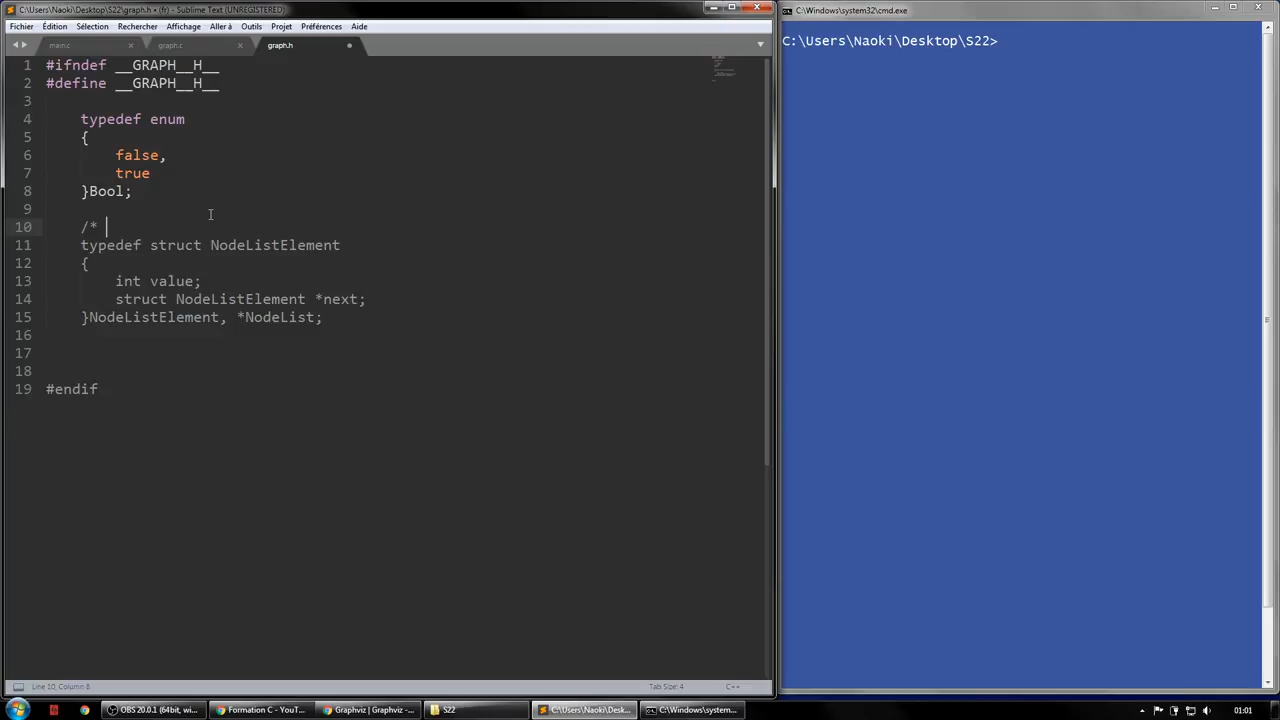 C:\Users\Naoki\Desktop\S22\graph.h • (fr) - Sublime Text (UNREGISTERED)
Fichier Édition Sélection Rechercher Affichage Aller à Outils Projet Préférences Aide
main.c × graph.c × graph.h
1 #ifndef __GRAPH__H__
2 #define __GRAPH__H__
3
4 typedef enum
5 {
6 false,
7 true
8 }Bool;
9
10 /*
11 typedef struct NodeListElement
12 {
13 int value;
14 struct NodeListElement *next;
15 }NodeListElement, *NodeList;
16
17
18
19 #endif
Line 10, Column 8 Tab Size: 4 C++
C:\Windows\system32\cmd.exe
C:\Users\Naoki\Desktop\S22>
OBS 20.0.1 (64bit, wi... Formation C - YouT... Graphviz | Graphviz -... S22 C:\Users\Naoki\Desk... C:\Windows\system... 01:01